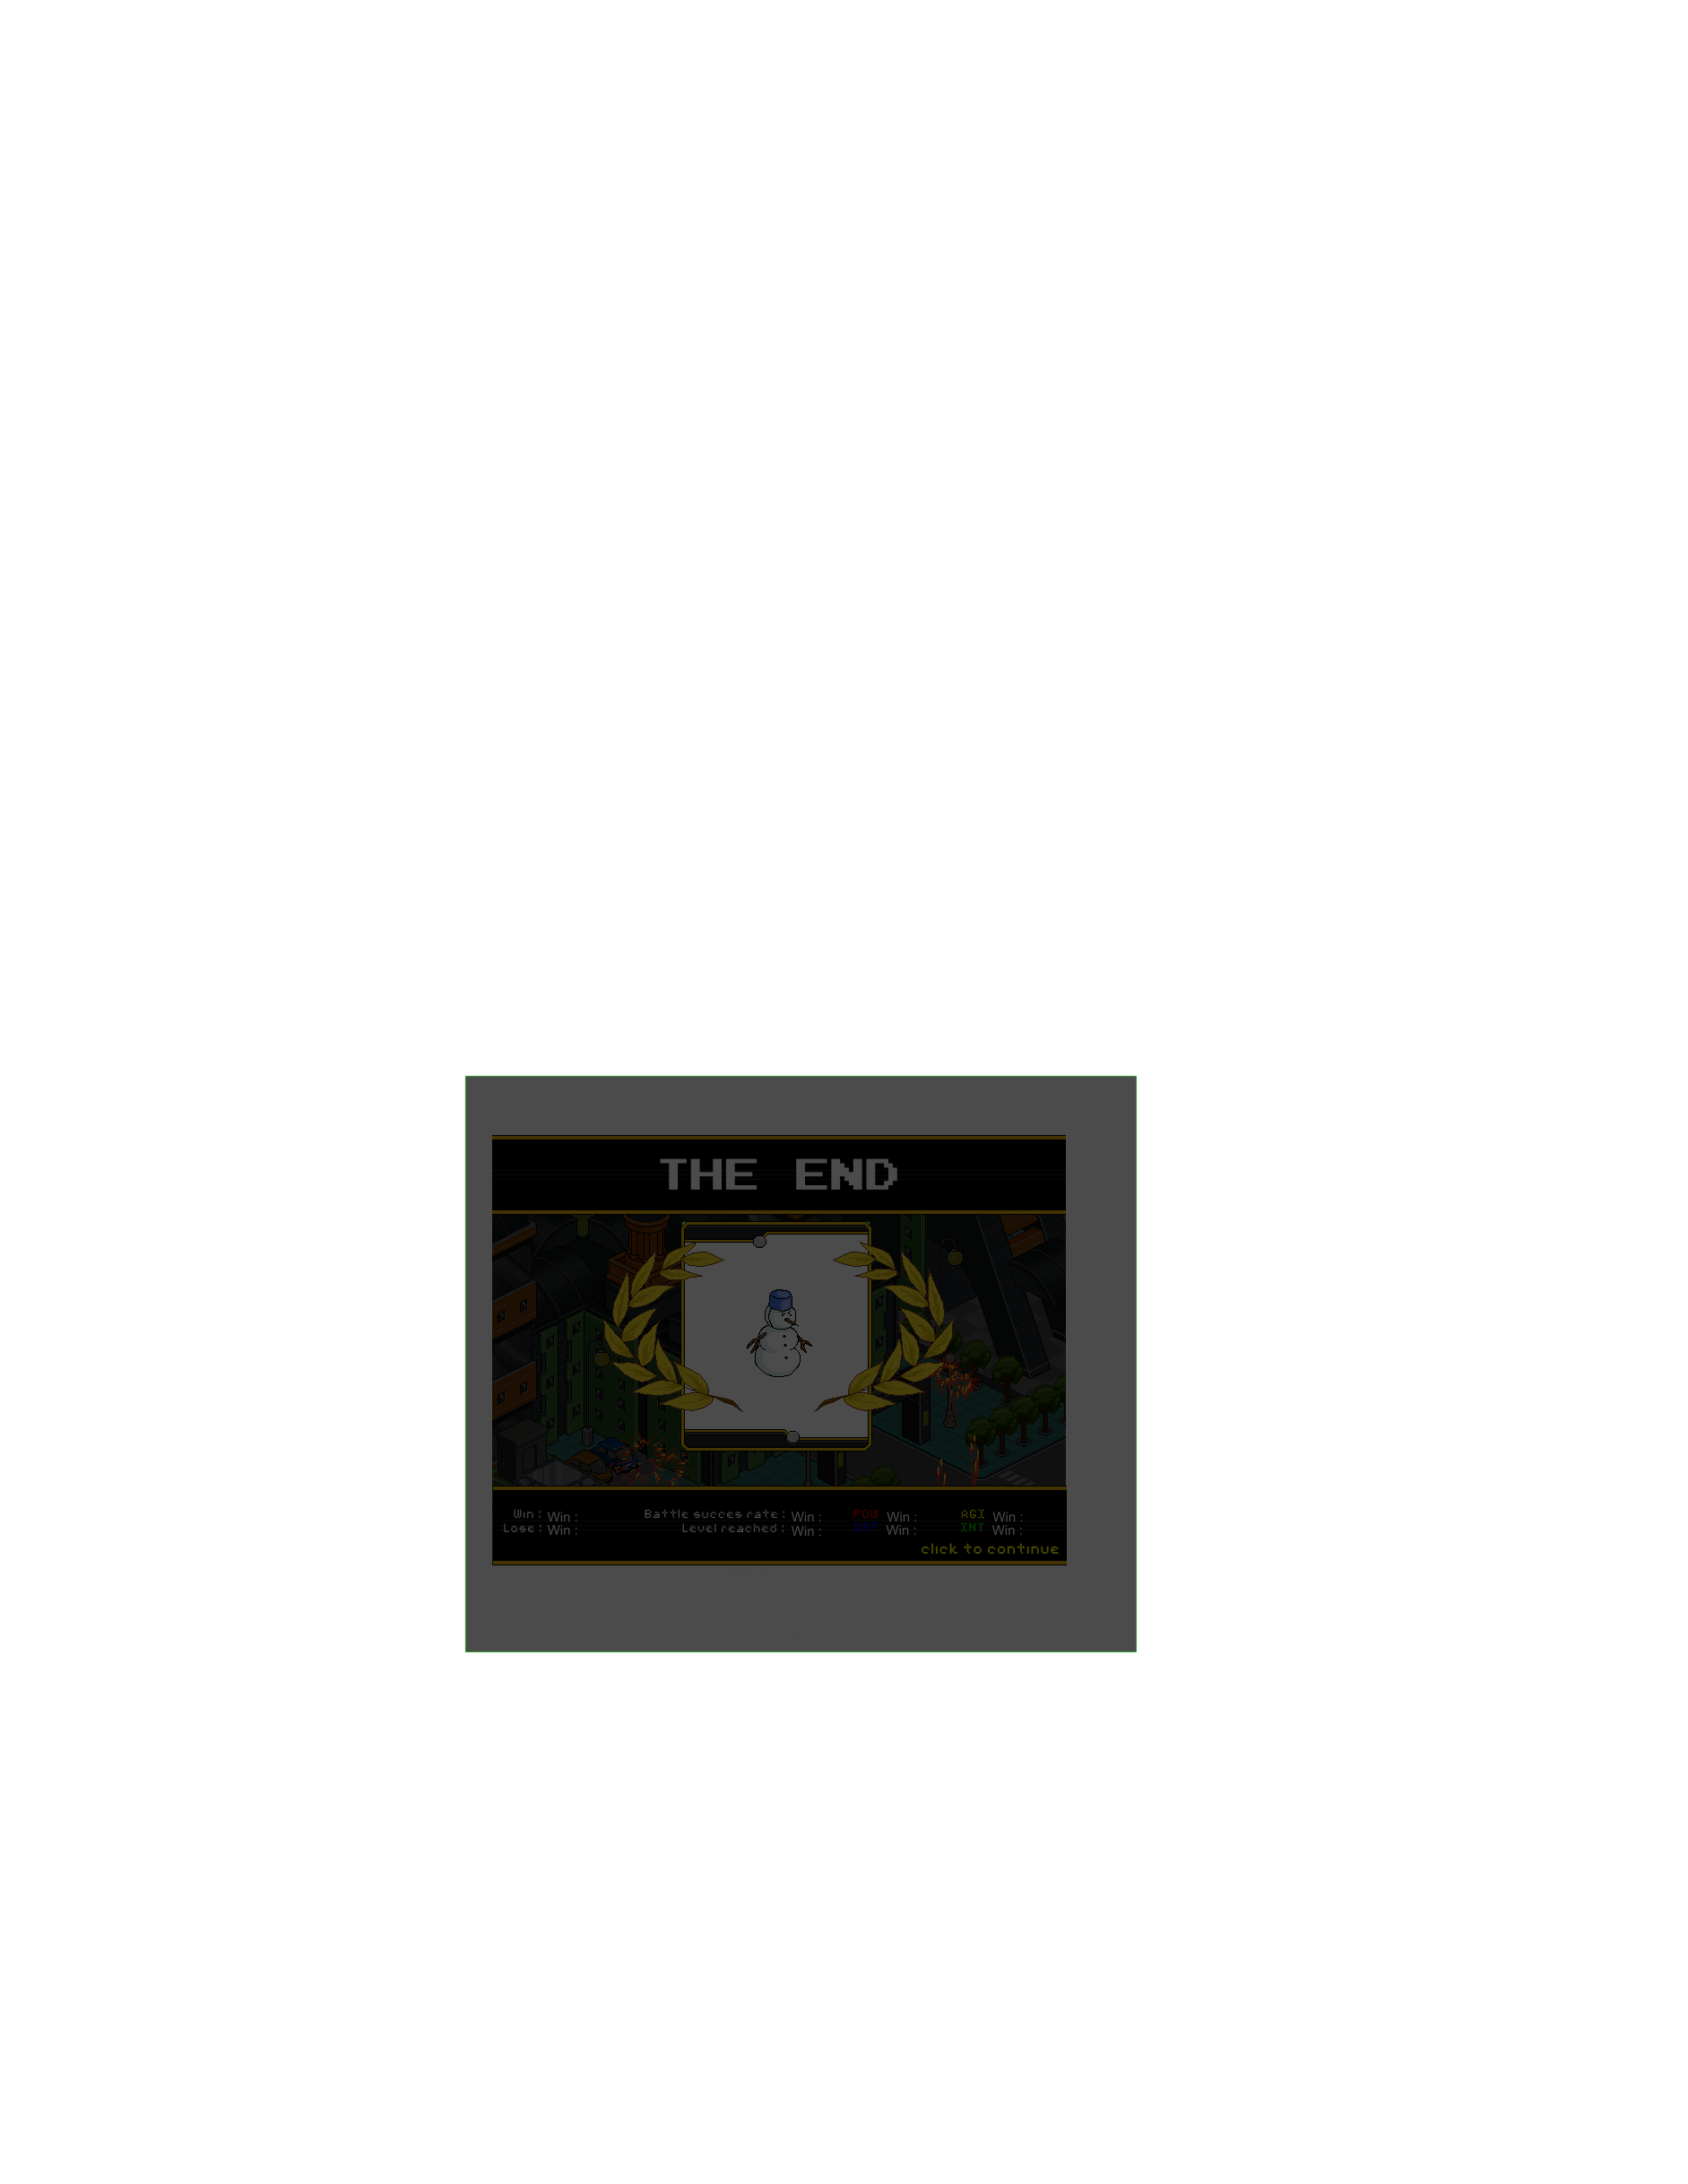 THE END
Win : Win : Battle succes rate : Win : POW Win : AGI Win :
Lose : Win : Level reached : Win : Win : INT Win :
click to continue